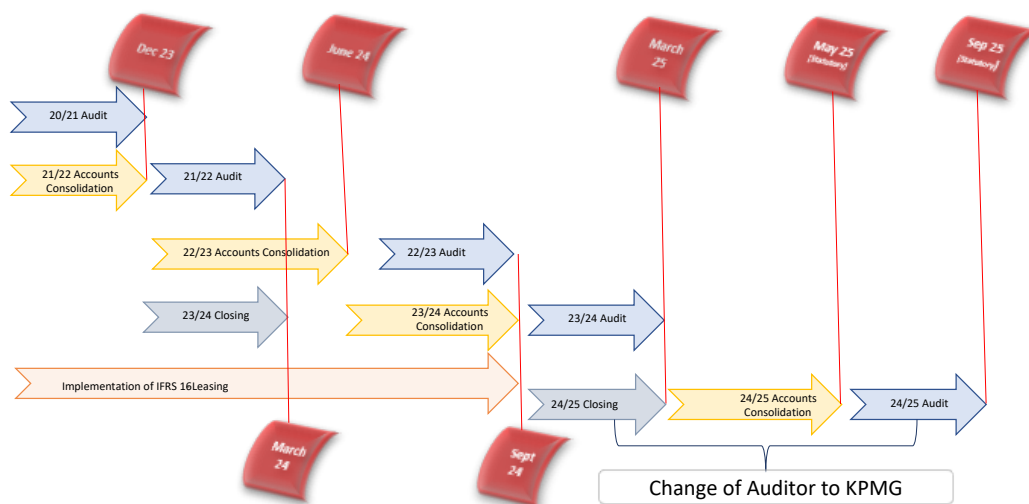 Dec 23
June 24
March
25
May 25
[Statutory]
Sep 25
[Statutory]
20/21 Audit
21/22 Accounts
Consolidation
21/22 Audit
22/23 Accounts Consolidation
22/23 Audit
23/24 Closing
23/24 Accounts
Consolidation
23/24 Audit
Implementation of IFRS 16Leasing
24/25 Closing
24/25 Accounts
Consolidation
24/25 Audit
March
24
Sept
24
Change of Auditor to KPMG